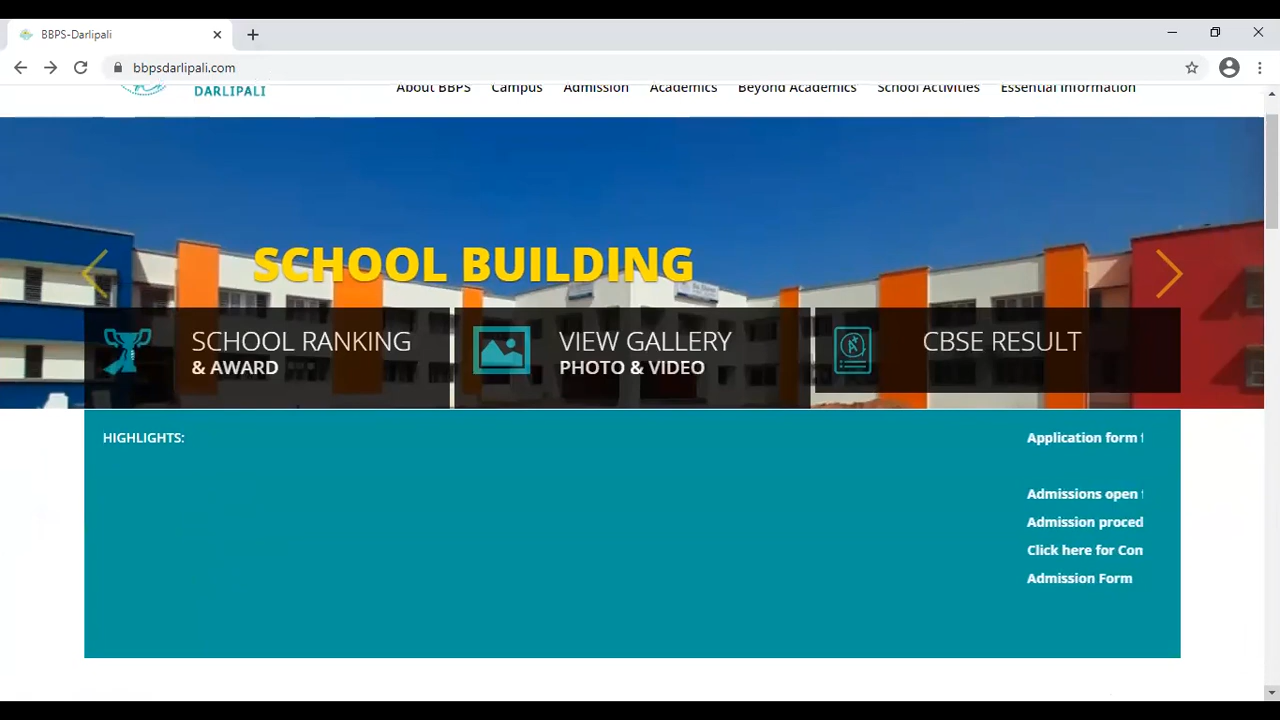 BBPS-Darlipali
bbpsdarlipali.com
DARLIPALI
About BBPS Campus Admission Academics Beyond Academics School Activities Essential Information
SCHOOL BUILDING
SCHOOL RANKING
& AWARD
VIEW GALLERY
PHOTO & VIDEO
CBSE RESULT
HIGHLIGHTS:
Application form
Admissions open
Admission proced
Click here for Con
Admission Form